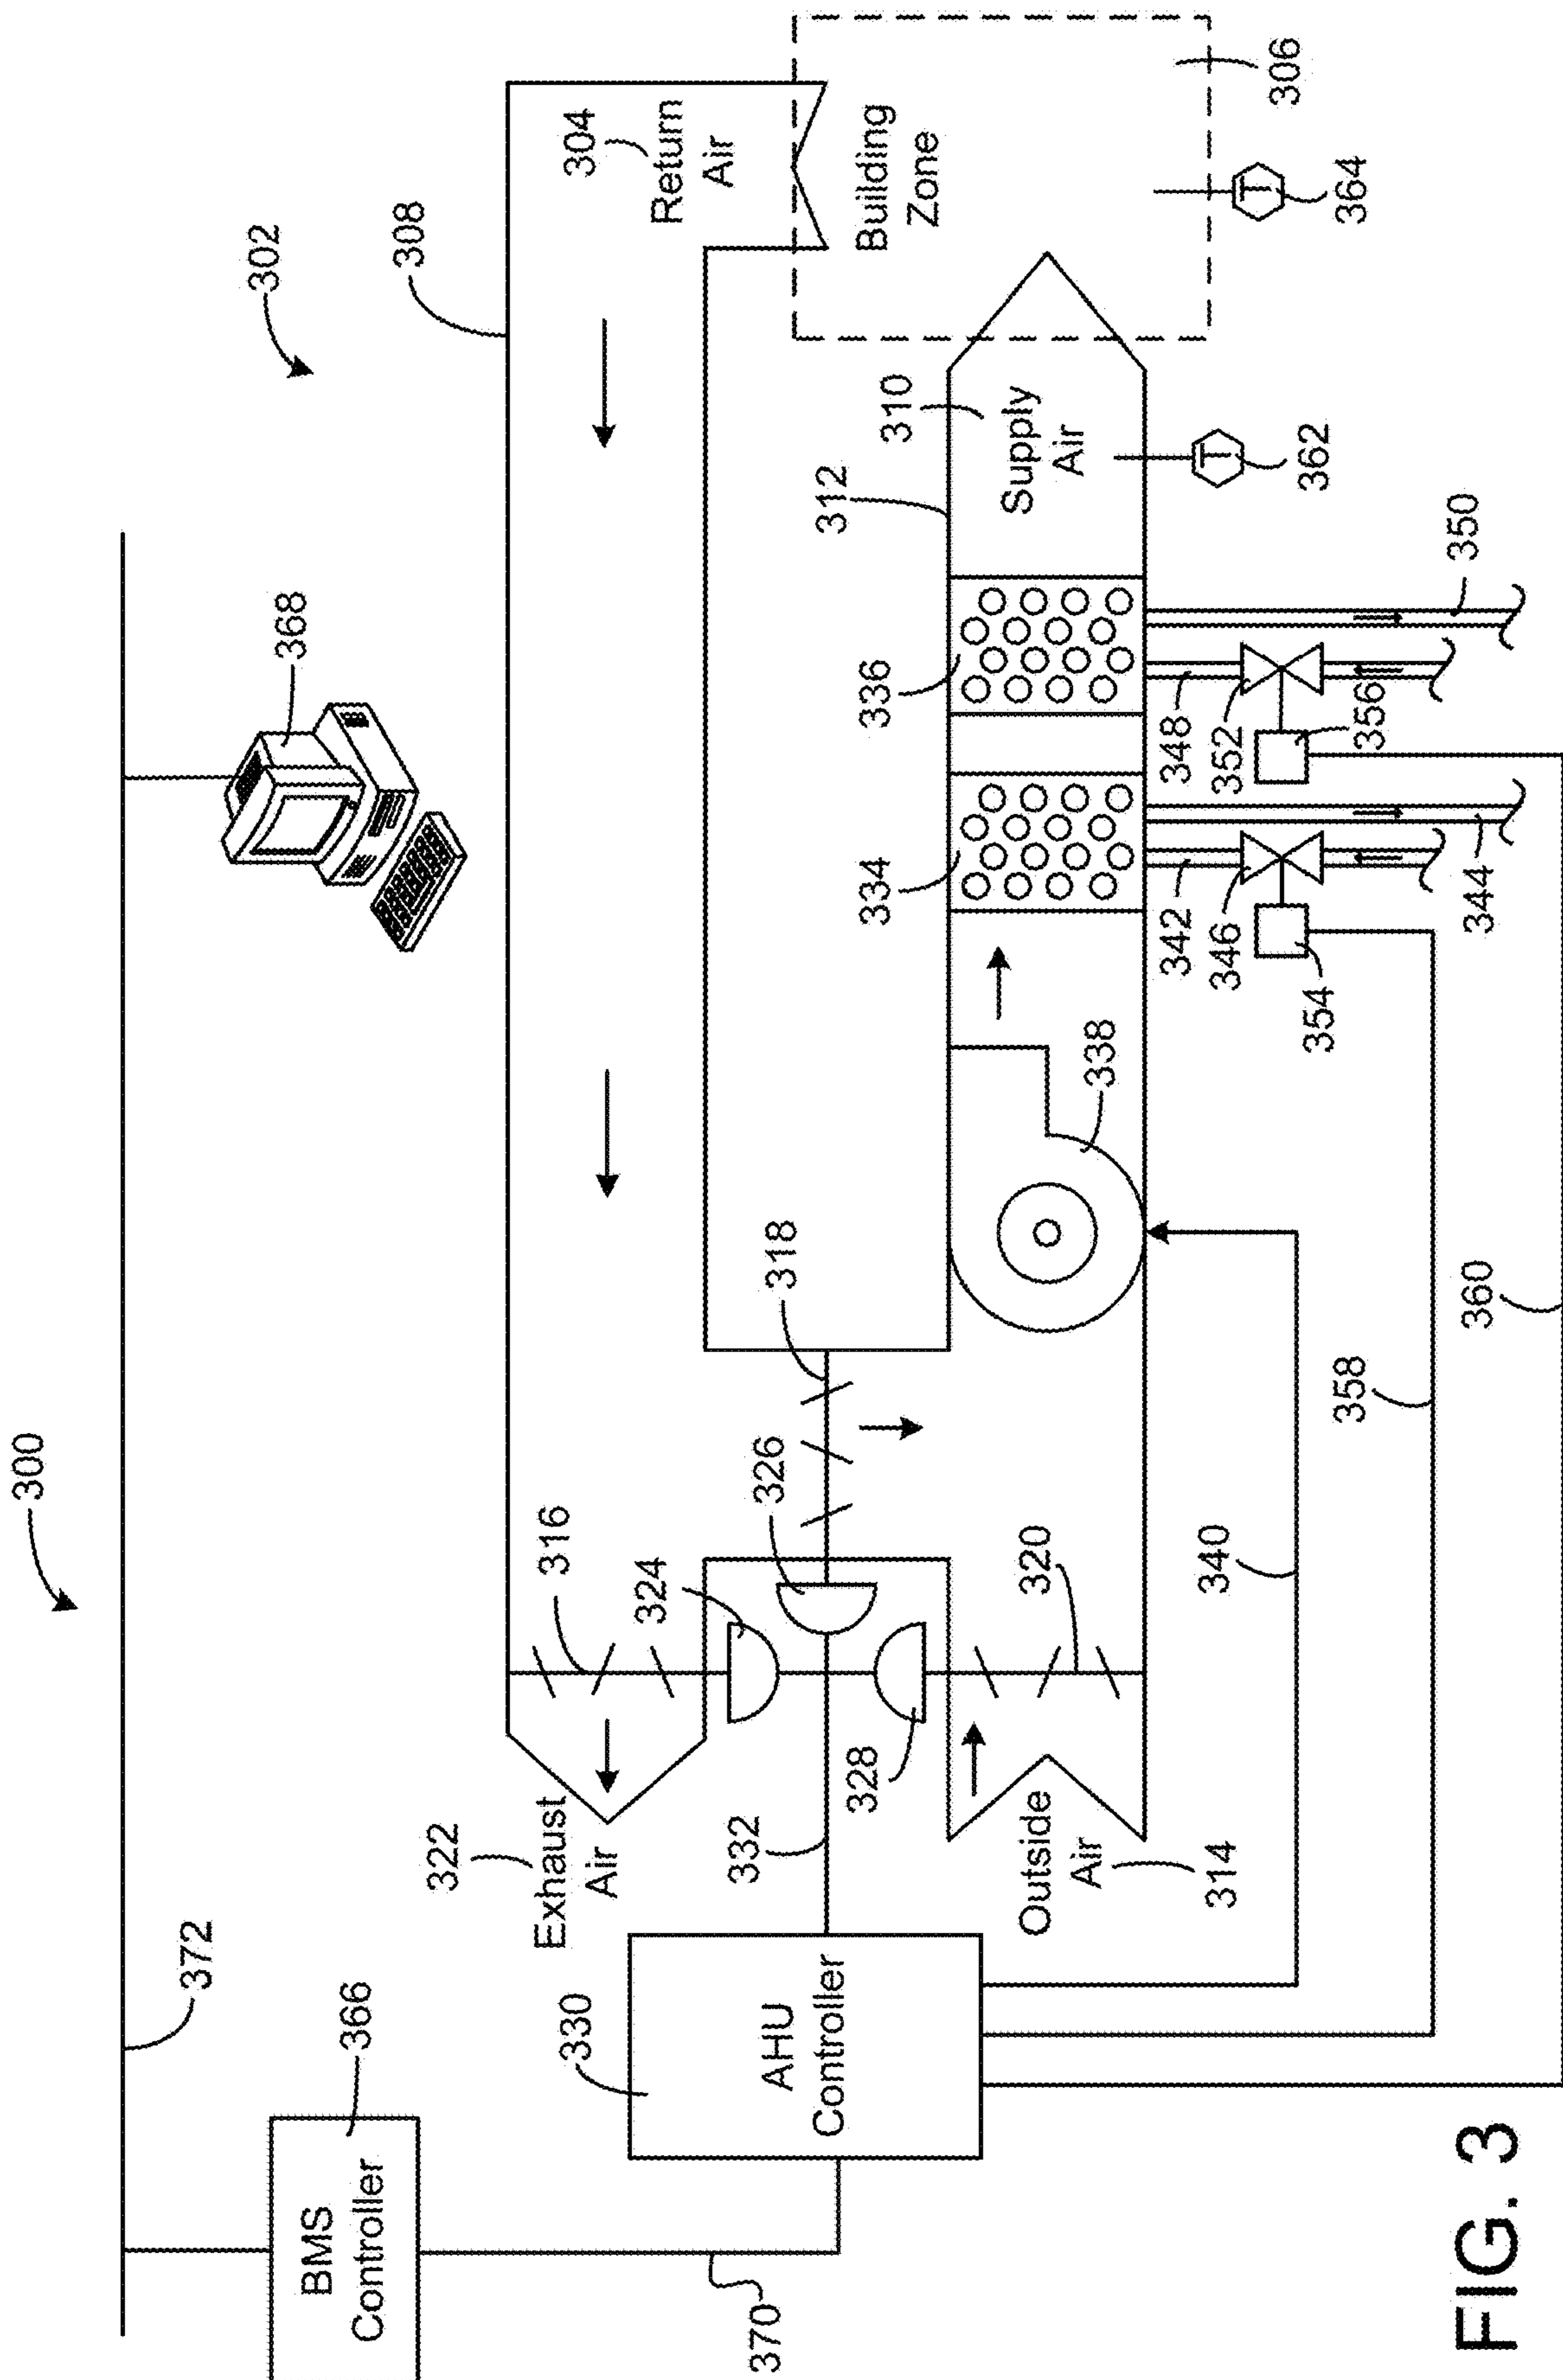 300
372
366
BMS
Controller
368
302
308
304
Return
Air
306
Building
Zone
322
Exhaust
Air
316
324
326
318
332
328
330
AHU
Controller
370
Outside
Air
314
320
338
340
334
336
312
310
Supply
Air
362
364
342
346
354
344
348
352
356
350
358
360
T
T
FIG. 3